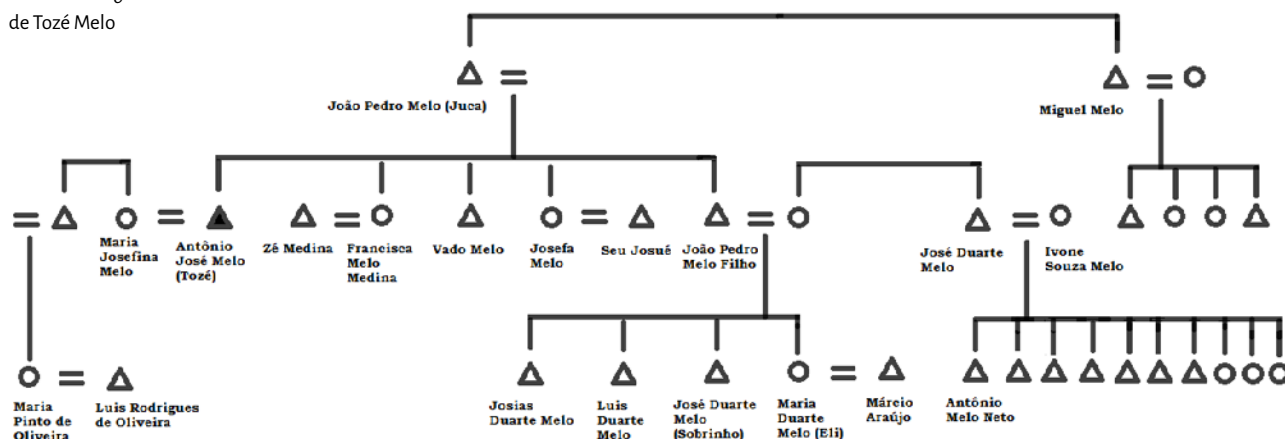 de Tozé Melo
João Pedro Melo (Juca)
Miguel Melo
Maria
Josefina
Melo
Antônio
José Melo
(Tozé)
Zé Medina
Francisca
Melo
Medina
Vado Melo
Josefa
Melo
Seu Josué
João Pedro
Melo Filho
José Duarte
Melo
Ivone
Souza Melo
Maria
Pinto de
Oliveira
Luis Rodrigues
de Oliveira
Josias
Duarte Melo
Luis
Duarte
Melo
José Duarte
Melo
(Sobrinho)
Maria
Duarte
Melo (Eli)
Márcio
Araújo
Antônio
Melo Neto